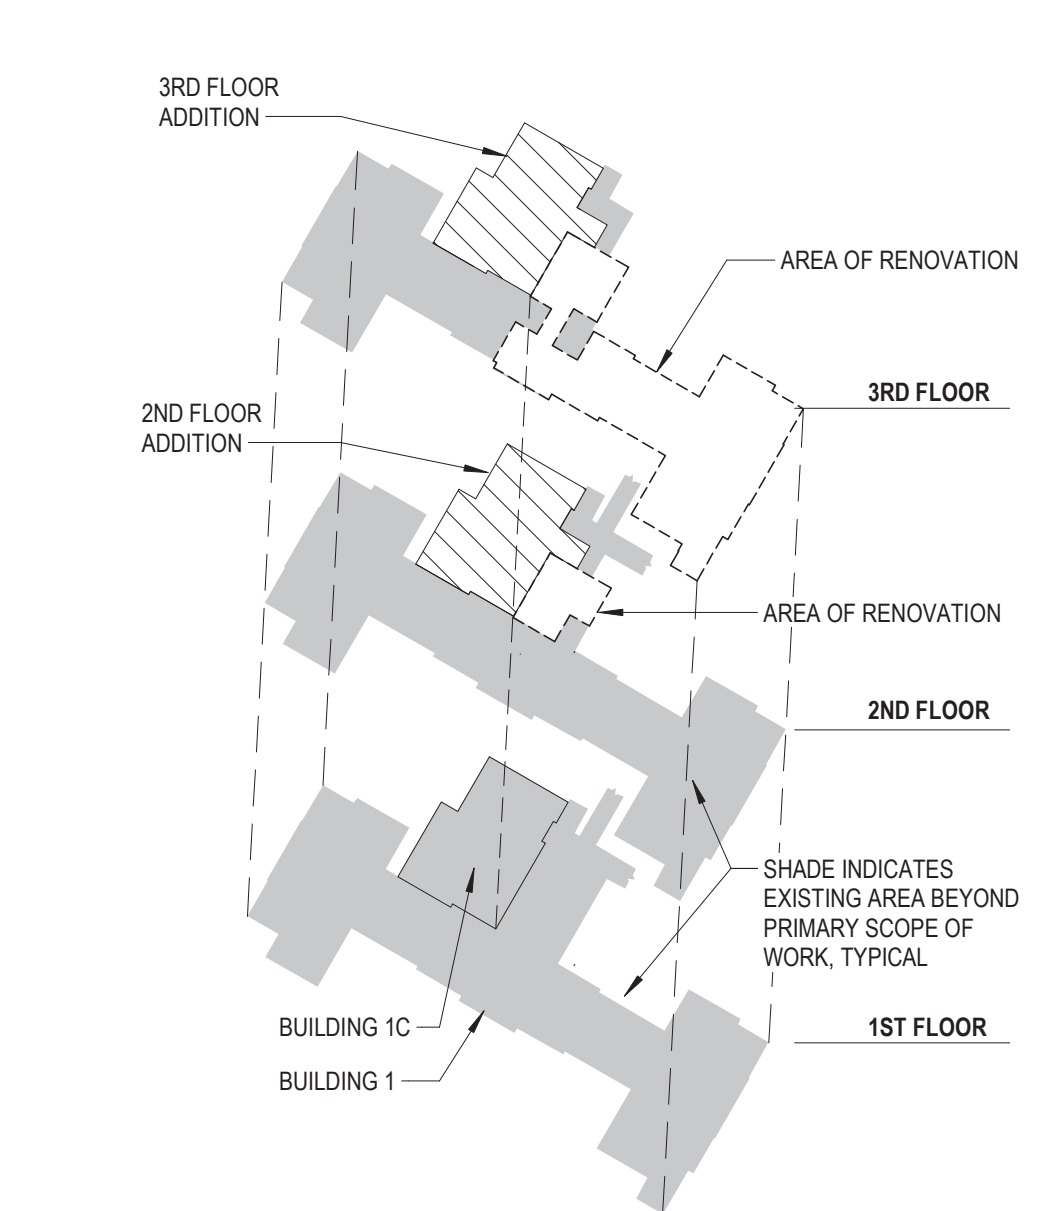 3RD FLOOR
ADDITION
AREA OF RENOVATION
3RD FLOOR
2ND FLOOR
ADDITION
AREA OF RENOVATION
2ND FLOOR
SHADE INDICATES
EXISTING AREA BEYOND
PRIMARY SCOPE OF
WORK, TYPICAL
BUILDING 1C
1ST FLOOR
BUILDING 1